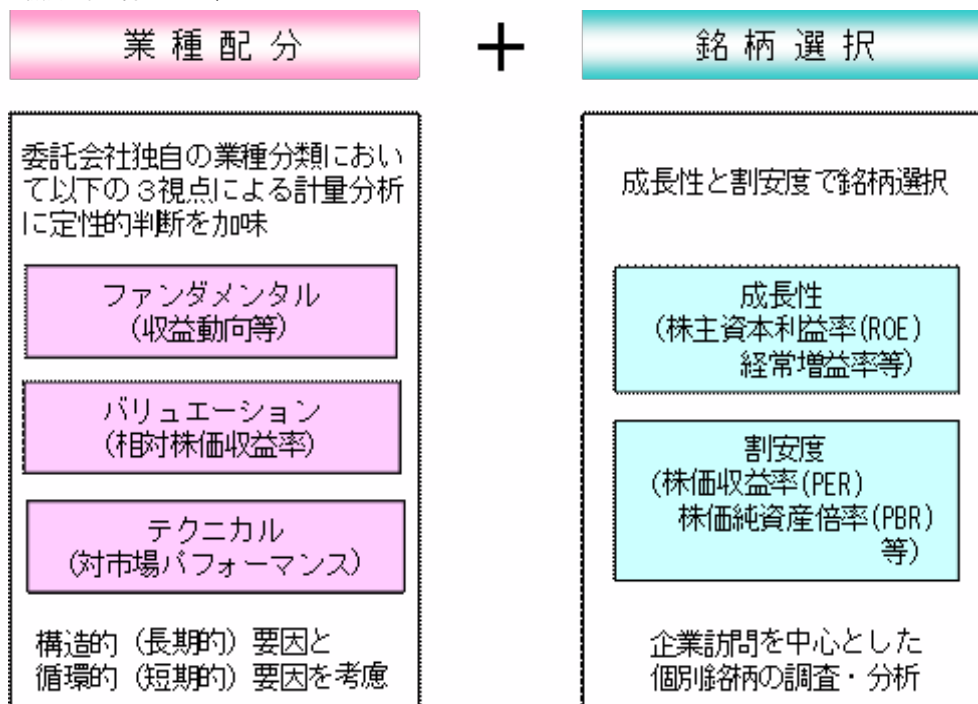 業種配分
＋
銘柄選択
委託会社独自の業種分類におい
て以下の３視点による計量分析
に定性的判断を加味
ファンダメンタル
(収益動向等)
バリュエーション
(相対株価収益率)
テクニカル
(対市場パフォーマンス)
構造的（長期的）要因と
循環的（短期的）要因を考慮
成長性と割安度で銘柄選択
成長性
(株主資本利益率(ROE)
経常増益率等)
割安度
(株価収益率(PER)
株価純資産倍率(PBR)
等)
企業訪問を中心とした
個別銘柄の調査・分析